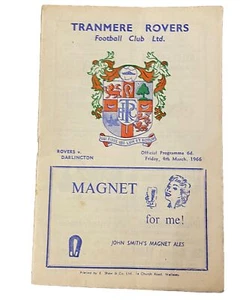 TRANMERE ROVERS
Football Club Ltd.
ROVERS v.
DARLINGTON
Official Programme 6d.
Friday, 4th March, 1966
MAGNET
for me!
JOHN SMITH'S MAGNET ALES